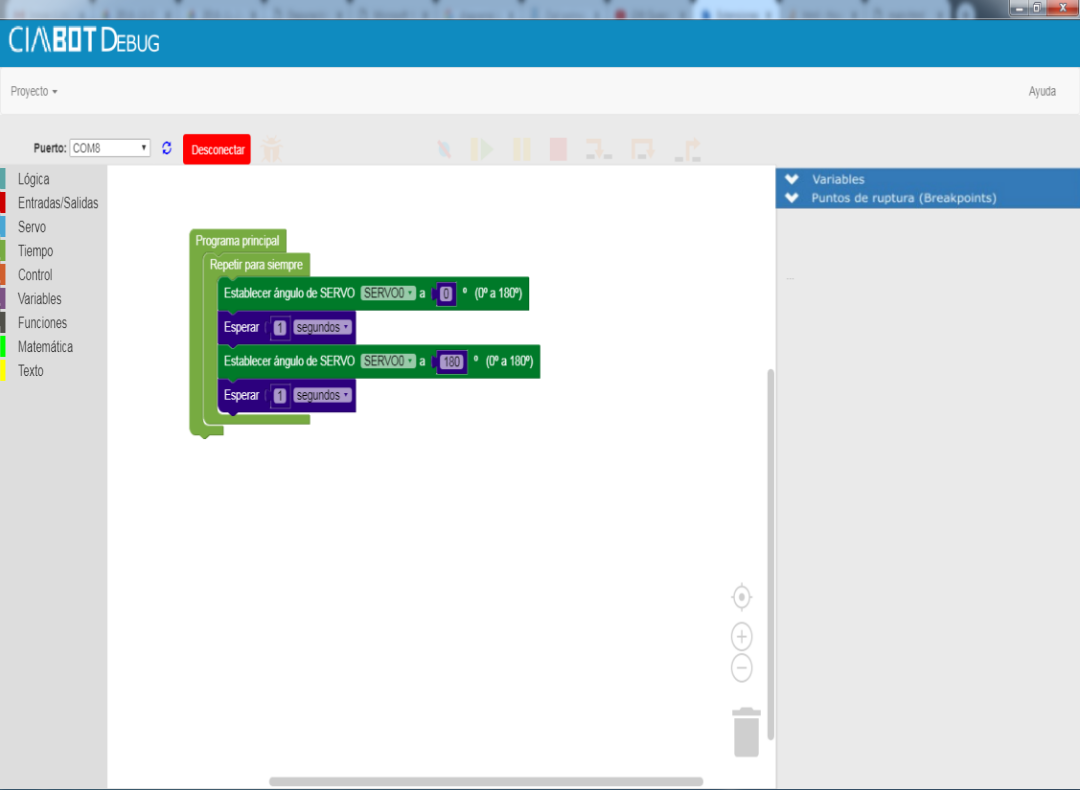 CIABOT DEBUG
Proyecto
Ayuda
Puerto: COM8 Desconectar
Lógica
Entradas/Salidas
Servo
Tiempo
Control
Variables
Funciones
Matemática
Texto
Programa principal
Repetir para siempre
Establecer ángulo de SERVO SERVO0 a 0 º (0º a 180º)
Esperar 1 segundos
Establecer ángulo de SERVO SERVO0 a 180 º (0º a 180º)
Esperar 1 segundos
Variables
Puntos de ruptura (Breakpoints)